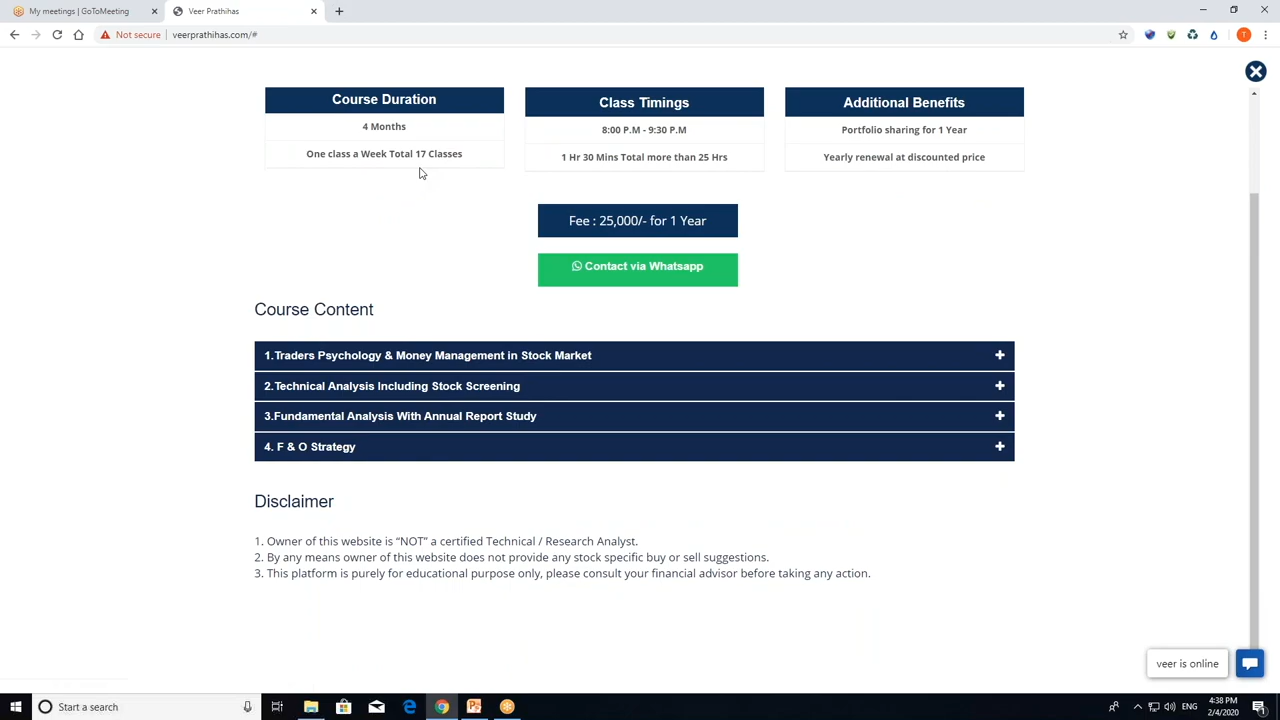 My meetings | GoToMeeting
Veer Prathihas
Not secure
veerprathihas.com/#
T
Course Duration
4 Months
One class a Week Total 17 Classes
Class Timings
8:00 P.M - 9:30 P.M
1 Hr 30 Mins Total more than 25 Hrs
Additional Benefits
Portfolio sharing for 1 Year
Yearly renewal at discounted price
Fee : 25,000/- for 1 Year
Contact via Whatsapp
Course Content
1.Traders Psychology & Money Management in Stock Market
2.Technical Analysis Including Stock Screening
3.Fundamental Analysis With Annual Report Study
4. F & O Strategy
Disclaimer
1. Owner of this website is “NOT” a certified Technical / Research Analyst.
2. By any means owner of this website does not provide any stock specific buy or sell suggestions.
3. This platform is purely for educational purpose only, please consult your financial advisor before taking any action.
veer is online
Start a search
ENG
4:38 PM
2/4/2020
1